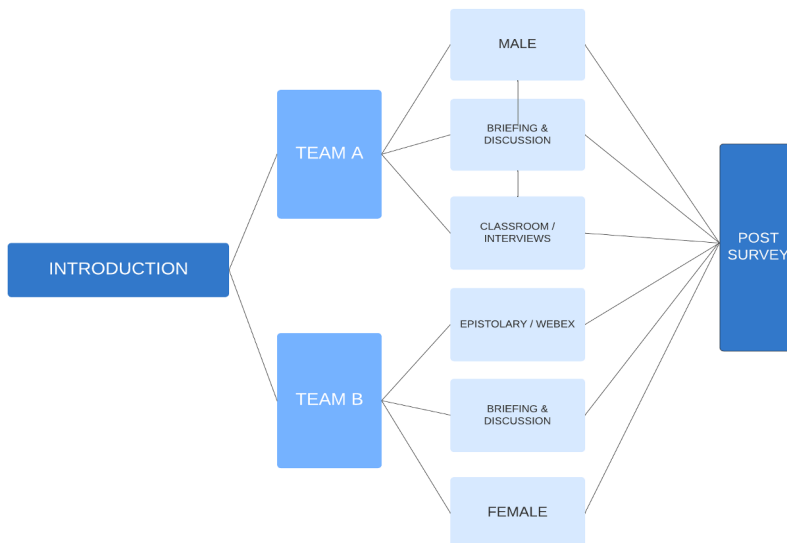 INTRODUCTION
TEAM A
TEAM B
MALE
BRIEFING &
DISCUSSION
CLASSROOM /
INTERVIEWS
EPISTOLARY / WEBEX
BRIEFING &
DISCUSSION
FEMALE
POST
SURVEY